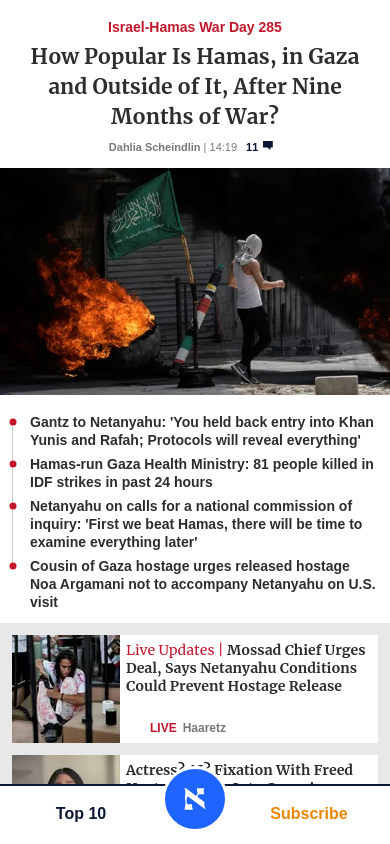 Israel-Hamas War Day 285
How Popular Is Hamas, in Gaza
and Outside of It, After Nine
Months of War?
Dahlia Scheindlin | 14:19 11
Gantz to Netanyahu: 'You held back entry into Khan
Yunis and Rafah; Protocols will reveal everything'
Hamas-run Gaza Health Ministry: 81 people killed in
IDF strikes in past 24 hours
Netanyahu on calls for a national commission of
inquiry: 'First we beat Hamas, there will be time to
examine everything later'
Cousin of Gaza hostage urges released hostage
Noa Argamani not to accompany Netanyahu on U.S.
visit
Live Updates | Mossad Chief Urges
Deal, Says Netanyahu Conditions
Could Prevent Hostage Release
LIVE Haaretz
Actress? Fixation With Freed
Top 10
Subscribe